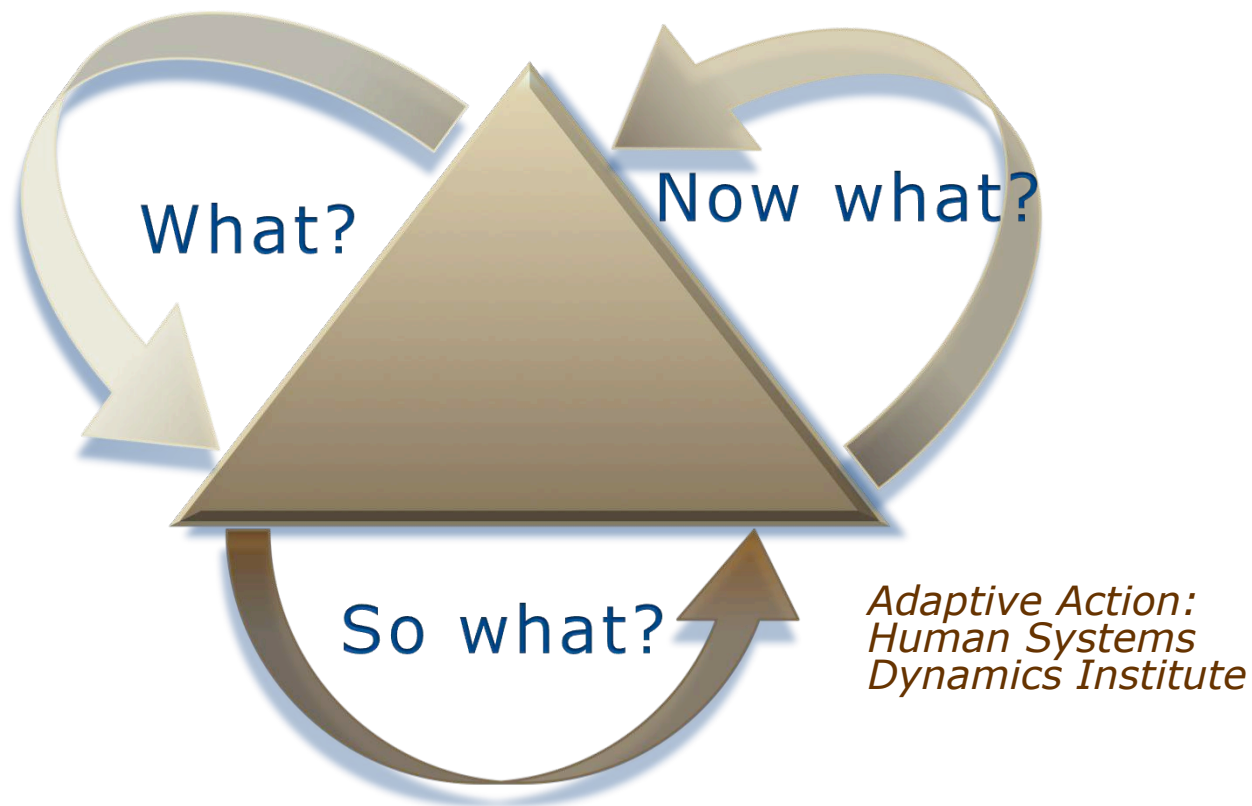 What?
Now what?
So what?
Adaptive Action:
Human Systems
Dynamics Institute